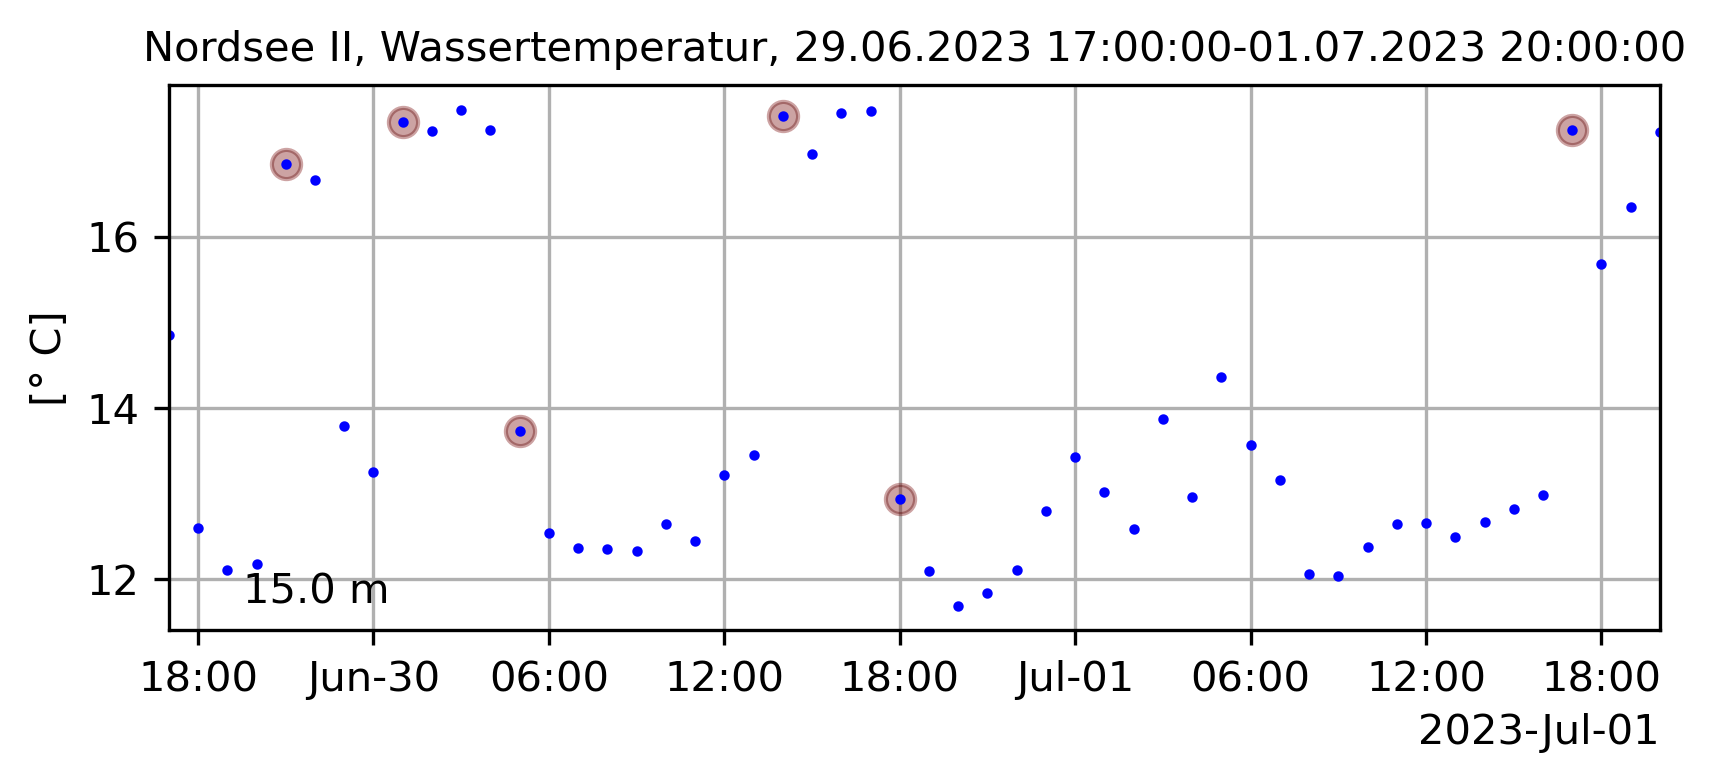 Nordsee II, Wassertemperatur, 29.06.2023 17:00:00-01.07.2023 20:00:00
[° C]
16
14
12
15.0 m
18:00 Jun-30 06:00 12:00 18:00 Jul-01 06:00 12:00 18:00
2023-Jul-01